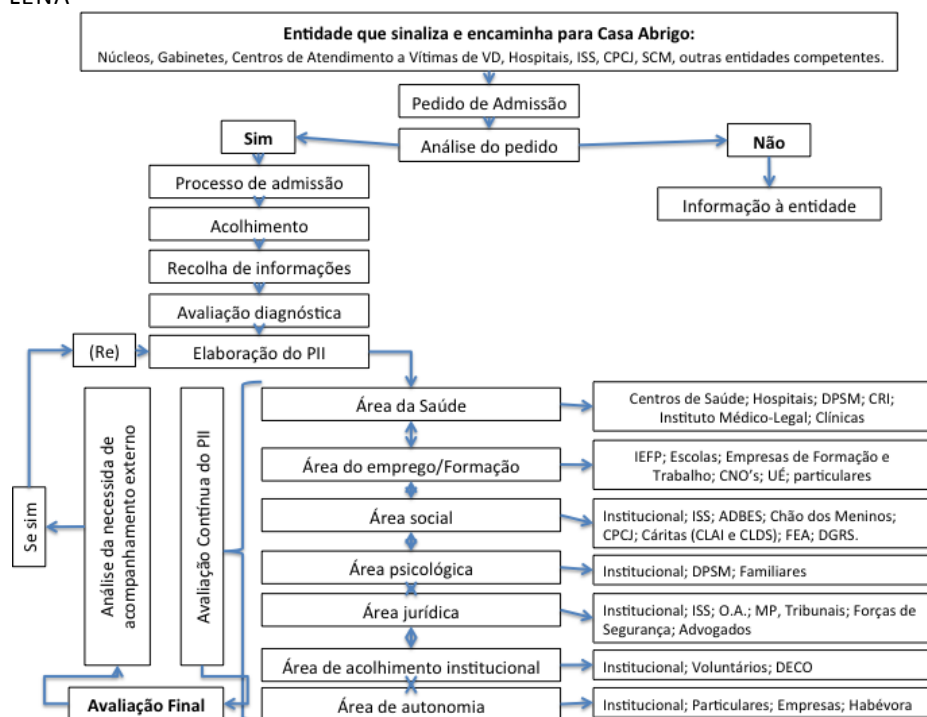 LENA
Entidade que sinaliza e encaminha para Casa Abrigo:
Núcleos, Gabinetes, Centros de Atendimento a Vítimas de VD, Hospitais, ISS, CPCJ, SCM, outras entidades competentes.
Pedido de Admissão
Sim
Análise do pedido
Não
Processo de admissão
Informação à entidade
Acolhimento
Recolha de informações
Avaliação diagnóstica
(Re)
Elaboração do PII
Área da Saúde
Centros de Saúde; Hospitais; DPSM; CRI;
Instituto Médico-Legal; Clínicas
Área do emprego/Formação
IEFP; Escolas; Empresas de Formação e
Trabalho; CNO's; UÉ; particulares
Área social
Institucional; ISS; ADBES; Chão dos Meninos;
CPCJ; Cáritas (CLAI e CLDS); FEA; DGRS.
Área psicológica
Institucional; DPSM; Familiares
Área jurídica
Institucional; ISS; O.A.; MP, Tribunais; Forças de
Segurança; Advogados
Área de acolhimento institucional
Institucional; Voluntários; DECO
Área de autonomia
Institucional; Particulares; Empresas; Habévora
Avaliação Contínua do PII
Avaliação Final
Análise da necessida de
acompanhamento externo
Se sim